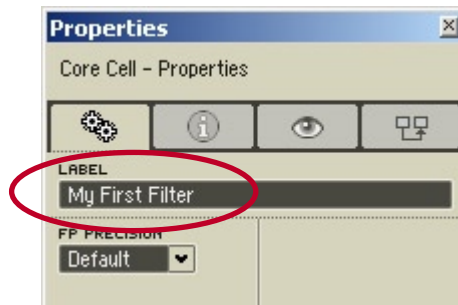 Properties
Core Cell – Properties
LABEL
My First Filter
FP PRECISION
Default